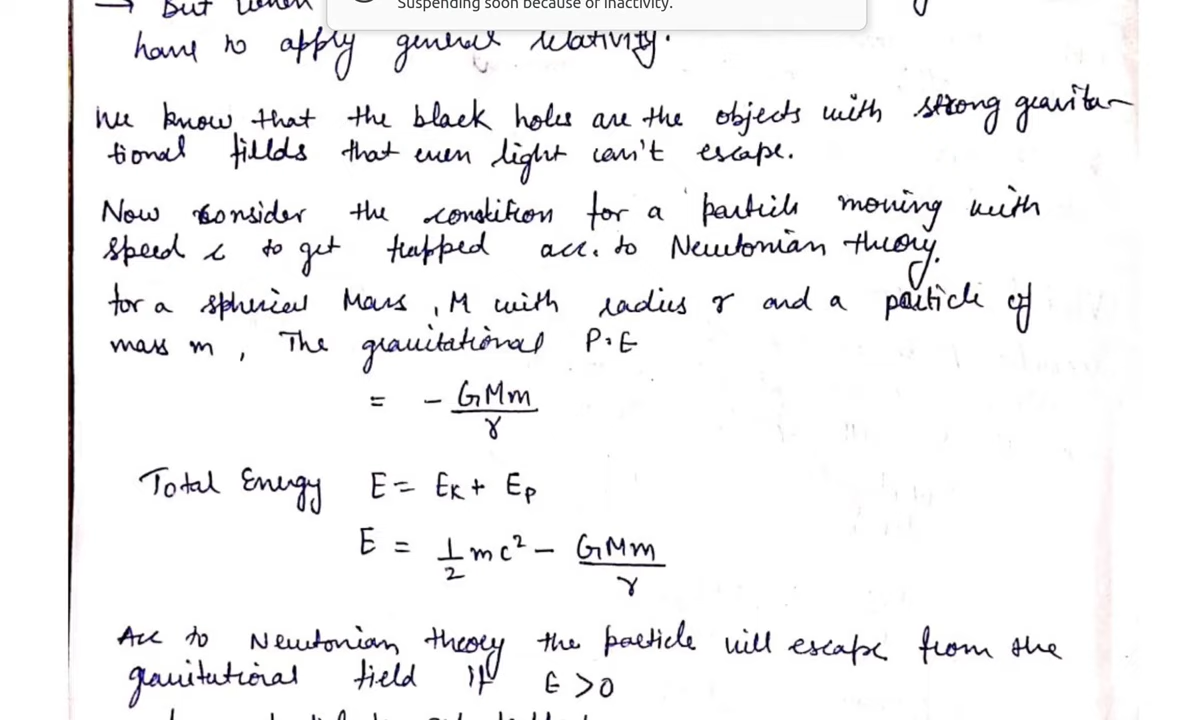 → But when
Suspending soon because of inactivity.
have to apply general relativity.
We know that the black holes are the objects with strong gravita-
tional fields that even light can't escape.
Now consider the condition for a particle moving with
speed c to get trapped acc. to Newtonian theory.
for a spherical Mass, M with radius r and a particle of
mass m, The gravitational P.E
= - GMm/r
Total Energy E = EK + EP
E = 1/2 mc² - GMm/r
Acc to Newtonian theory the particle will escape from the
gravitational field if E > 0